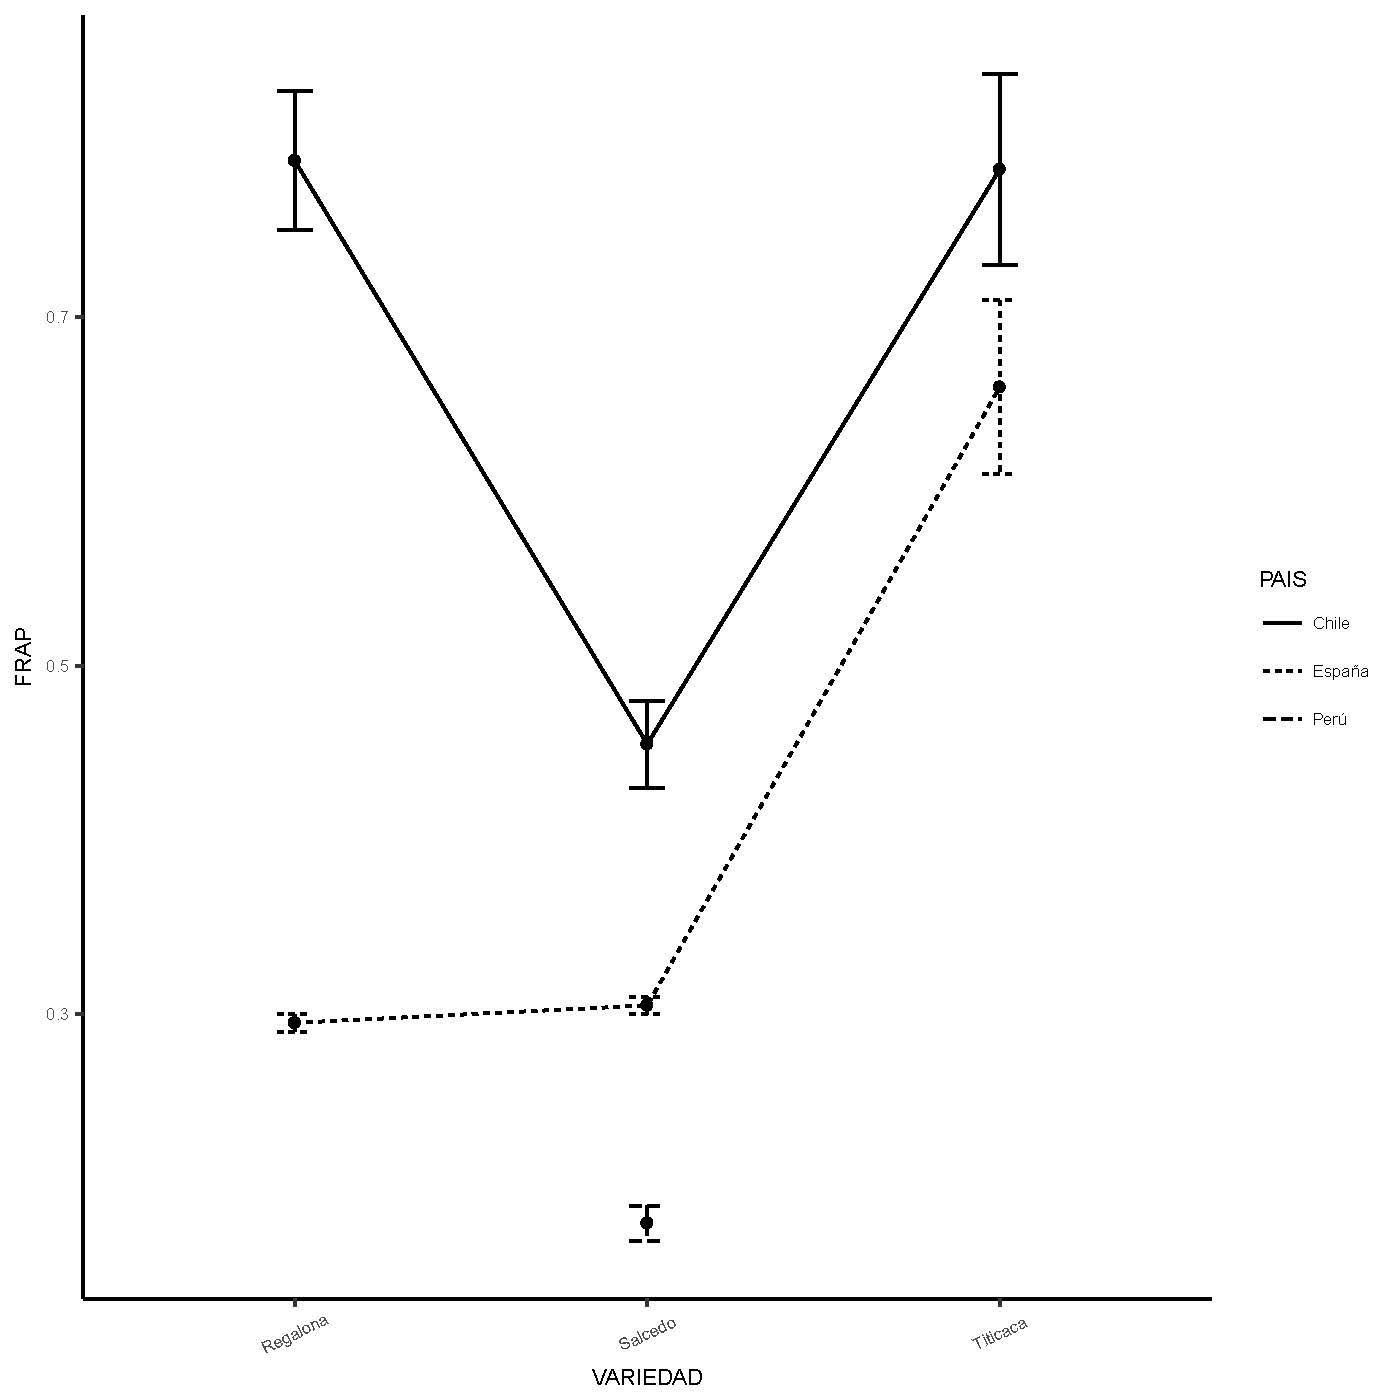 FRAP
0.7
0.5
0.3
Regalona
Salcedo
Titicaca
VARIEDAD
PAIS
Chile
España
Perú